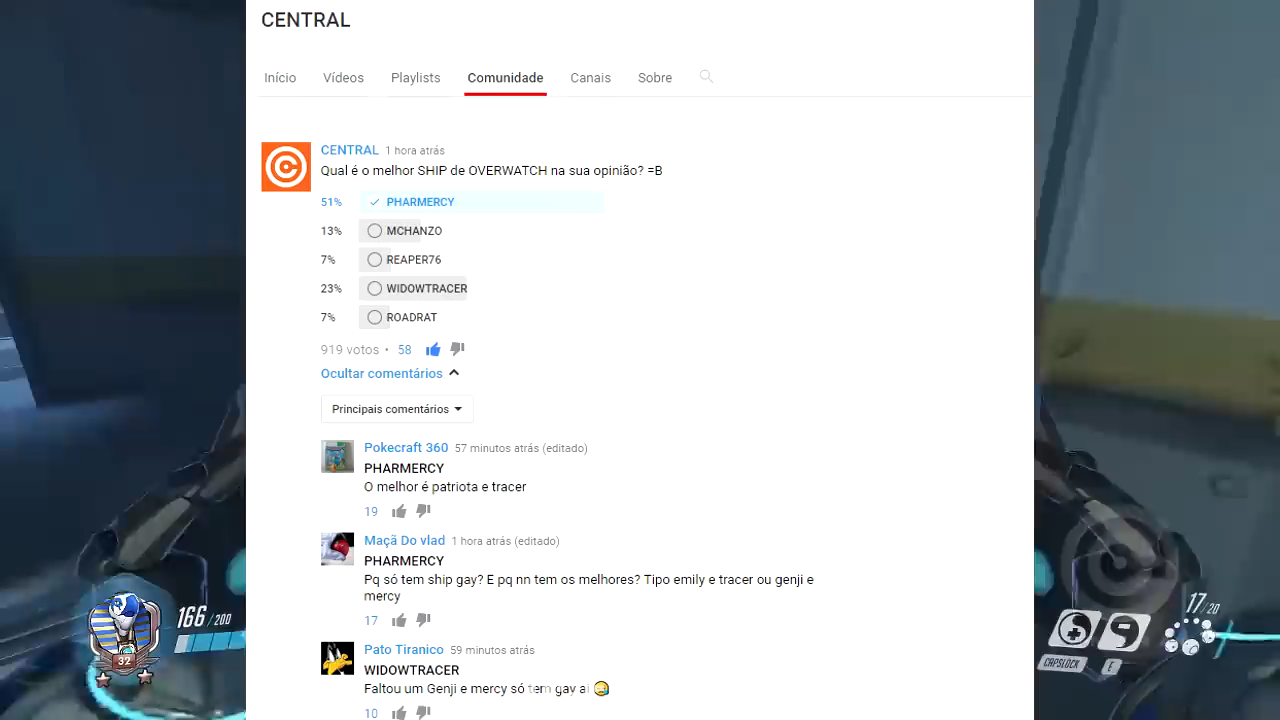 CENTRAL
Início Vídeos Playlists Comunidade Canais Sobre
CENTRAL 1 hora atrás
Qual é o melhor SHIP de OVERWATCH na sua opinião? =B
51% PHARMERCY
13% MCHANZO
7% REAPER76
23% WIDOWTRACER
7% ROADRAT
919 votos • 58
Ocultar comentários
Principais comentários
Pokecraft 360 57 minutos atrás (editado)
PHARMERCY
O melhor é patriota e tracer
19
Maçã Do vlad 1 hora atrás (editado)
PHARMERCY
Pq só tem ship gay? E pq nn tem os melhores? Tipo emily e tracer ou genji e
mercy
17
Pato Tiranico 59 minutos atrás
WIDOWTRACER
Faltou um Genji e mercy só tem
10
166 / 200
32
17 / 20
CAPSLOCK E